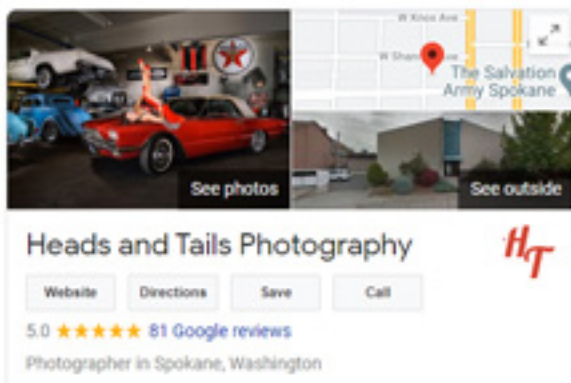 W Knox Ave
The Salvation
Army Spokane
See photos
See outside
Heads and Tails Photography
HT
Website
Directions
Save
Call
5.0 81 Google reviews
Photographer in Spokane, Washington